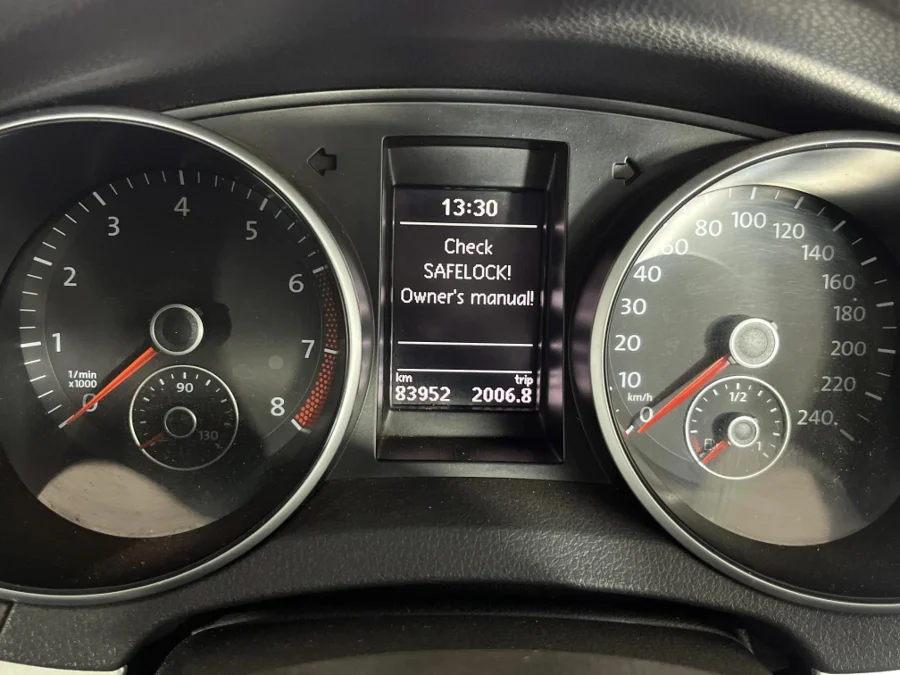 13:30
Check
SAFELOCK!
Owner's manual!
km trip
83952 2006.8
1/min
x1000
0 1 2 3 4 5 6 7 8
90
130
km/h
0 10 20 30 40 60 80 100 120 140 160 180 200 220 240
1/2
1